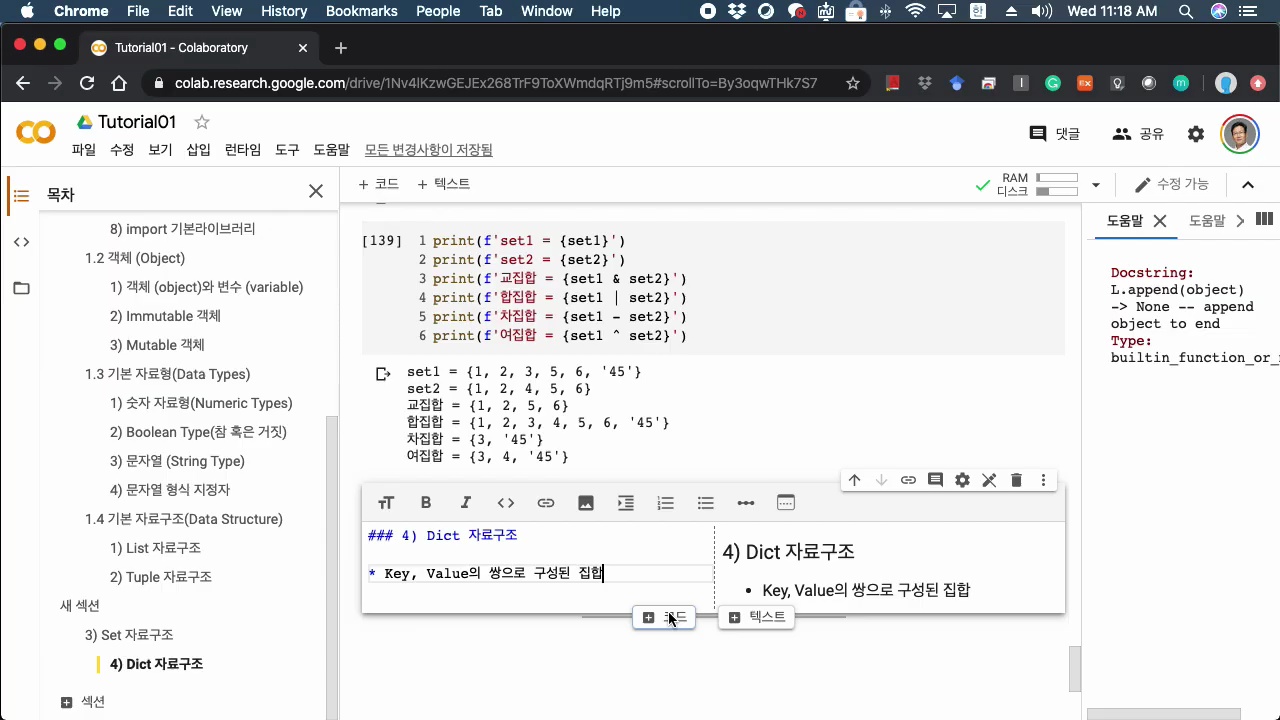 Chrome File Edit View History Bookmarks People Tab Window Help 한 Wed 11:18 AM
Tutorial01 - Colaboratory
colab.research.google.com/drive/1Nv4lKzwGEJEx268TrF9ToXWmdqRTj9m5#scrollTo=By3oqwTHk7S7
Tutorial01
댓글 공유
파일 수정 보기 삽입 런타임 도구 도움말 모든 변경사항이 저장됨
목차
+ 코드 + 텍스트
RAM
디스크
수정 가능
8) import 기본라이브러리
1.2 객체 (Object)
1) 객체 (object)와 변수 (variable)
2) Immutable 객체
3) Mutable 객체
1.3 기본 자료형(Data Types)
1) 숫자 자료형(Numeric Types)
2) Boolean Type(참 혹은 거짓)
3) 문자열 (String Type)
4) 문자열 형식 지정자
1.4 기본 자료구조(Data Structure)
1) List 자료구조
2) Tuple 자료구조
새 섹션
3) Set 자료구조
4) Dict 자료구조
섹션
[139] 1 print(f'set1 = {set1}')
2 print(f'set2 = {set2}')
3 print(f'교집합 = {set1 & set2}')
4 print(f'합집합 = {set1 | set2}')
5 print(f'차집합 = {set1 - set2}')
6 print(f'여집합 = {set1 ^ set2}')
set1 = {1, 2, 3, 5, 6, '45'}
set2 = {1, 2, 4, 5, 6}
교집합 = {1, 2, 5, 6}
합집합 = {1, 2, 3, 4, 5, 6, '45'}
차집합 = {3, '45'}
여집합 = {3, 4, '45'}
### 4) Dict 자료구조
* Key, Value의 쌍으로 구성된 집합
4) Dict 자료구조
• Key, Value의 쌍으로 구성된 집합
코드 텍스트
도움말 도움말
Docstring:
L.append(object)
-> None -- append
object to end
Type:
builtin_function_or_